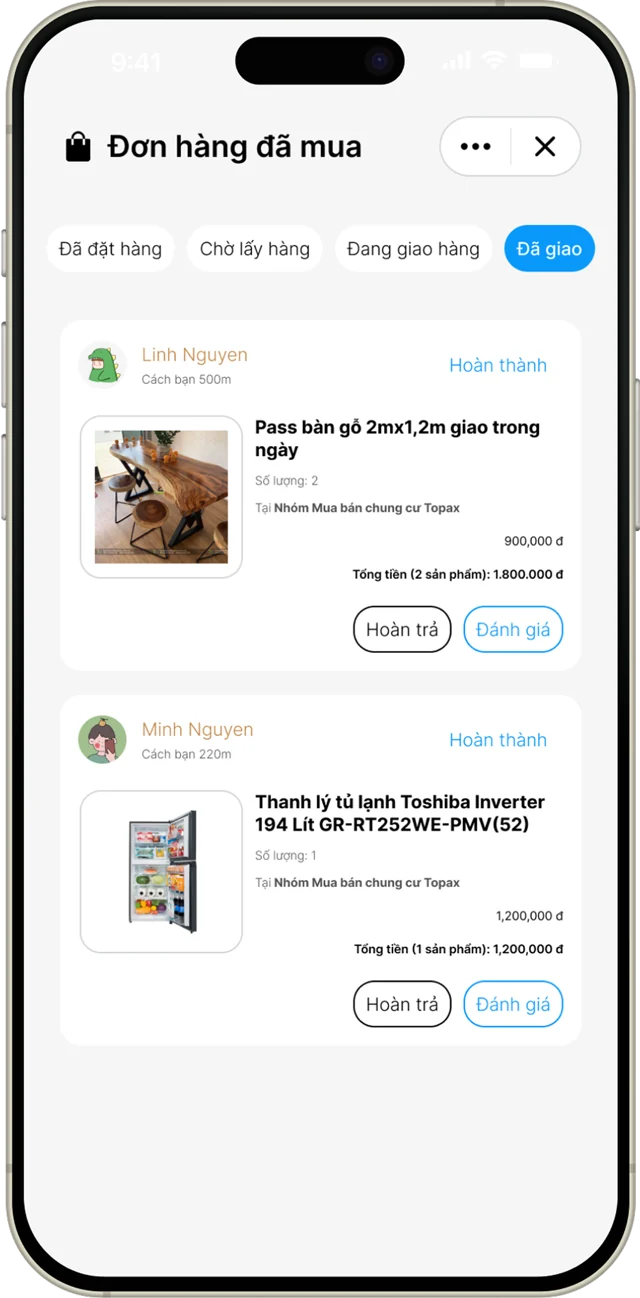 9:41
Đơn hàng đã mua
Đã đặt hàng
Chờ lấy hàng
Đang giao hàng
Đã giao
Linh Nguyen
Cách bạn 500m
Hoàn thành
Pass bàn gỗ 2mx1,2m giao trong
ngày
Số lượng: 2
Tại Nhóm Mua bán chung cư Topax
900,000 đ
Tổng tiền (2 sản phẩm): 1.800.000 đ
Hoàn trả
Đánh giá
Minh Nguyen
Cách bạn 220m
Hoàn thành
Thanh lý tủ lạnh Toshiba Inverter
194 Lít GR-RT252WE-PMV(52)
Số lượng: 1
Tại Nhóm Mua bán chung cư Topax
1,200,000 đ
Tổng tiền (1 sản phẩm): 1,200,000 đ
Hoàn trả
Đánh giá